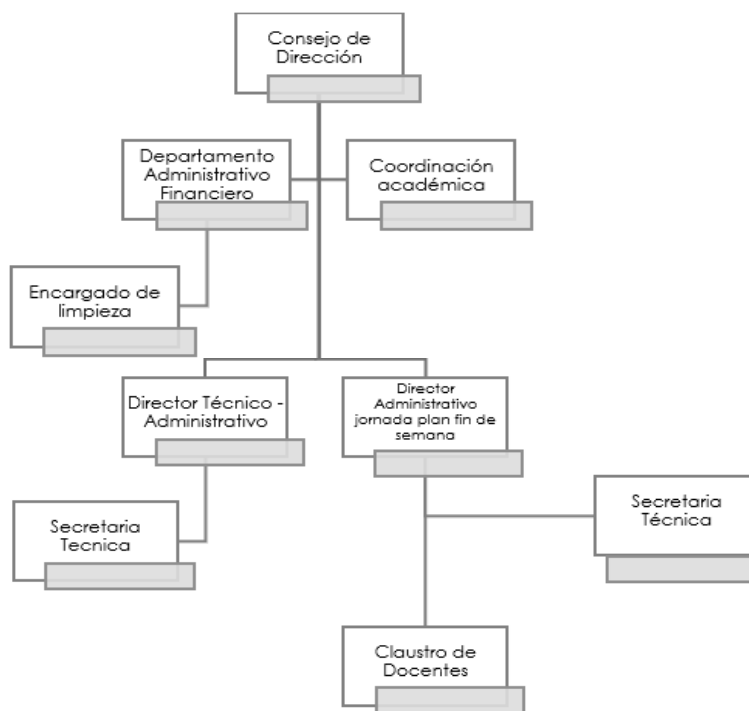 Consejo de
Dirección
Departamento
Administrativo
Financiero
Coordinación
académica
Encargado de
limpieza
Director Técnico -
Administrativo
Director
Administrativo
jornada plan fin de
semana
Secretaria
Tecnica
Secretaria
Técnica
Claustro de
Docentes